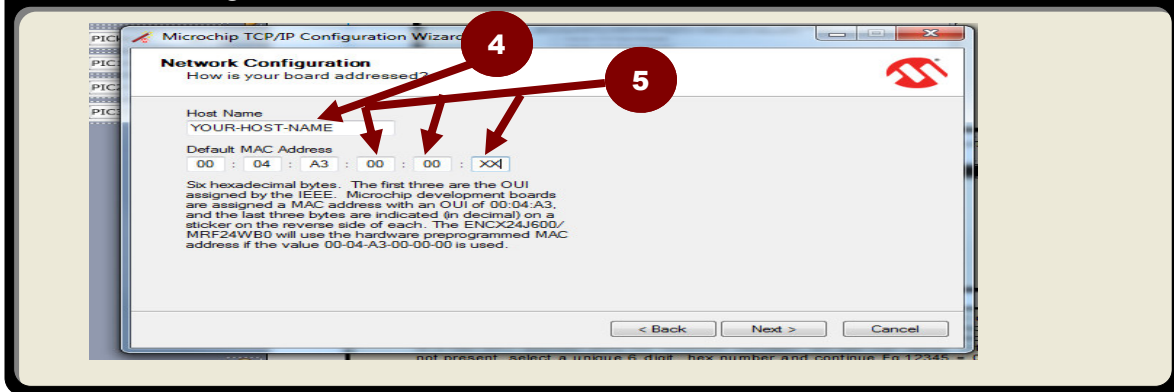 PIC
Microchip TCP/IP Configuration Wizard
4
PIC
Network Configuration
How is your board addressed?
5
PIC
PIC
Host Name
YOUR-HOST-NAME
Default MAC Address
00 : 04 : A3 : 00 : 00 : XX
Six hexadecimal bytes. The first three are the OUI
assigned by the IEEE. Microchip development boards
are assigned a MAC address with an OUI of 00:04:A3,
and the last three bytes are indicated (in decimal) on a
sticker on the reverse side of each. The ENCX24J600/
MRF24WB0 will use the hardware preprogrammed MAC
address if the value 00-04-A3-00-00-00 is used.
< Back Next > Cancel
not present, select a unique 6 digit, hex number and continue Eg 12345 =